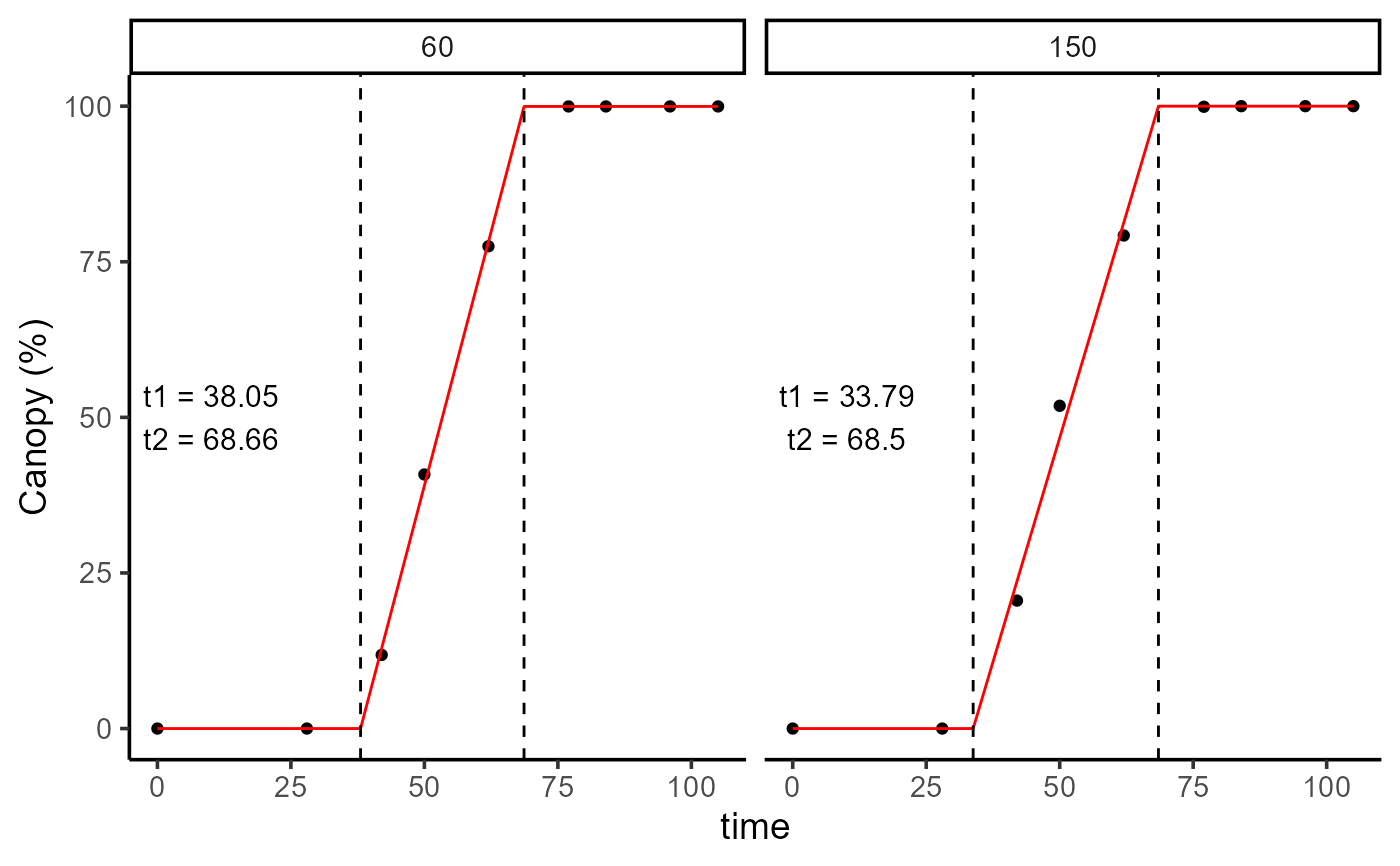 60
150
100
75
50
25
0
Canopy (%)
t1 = 38.05
t2 = 68.66
t1 = 33.79
t2 = 68.5
0 25 50 75 100
0 25 50 75 100
time